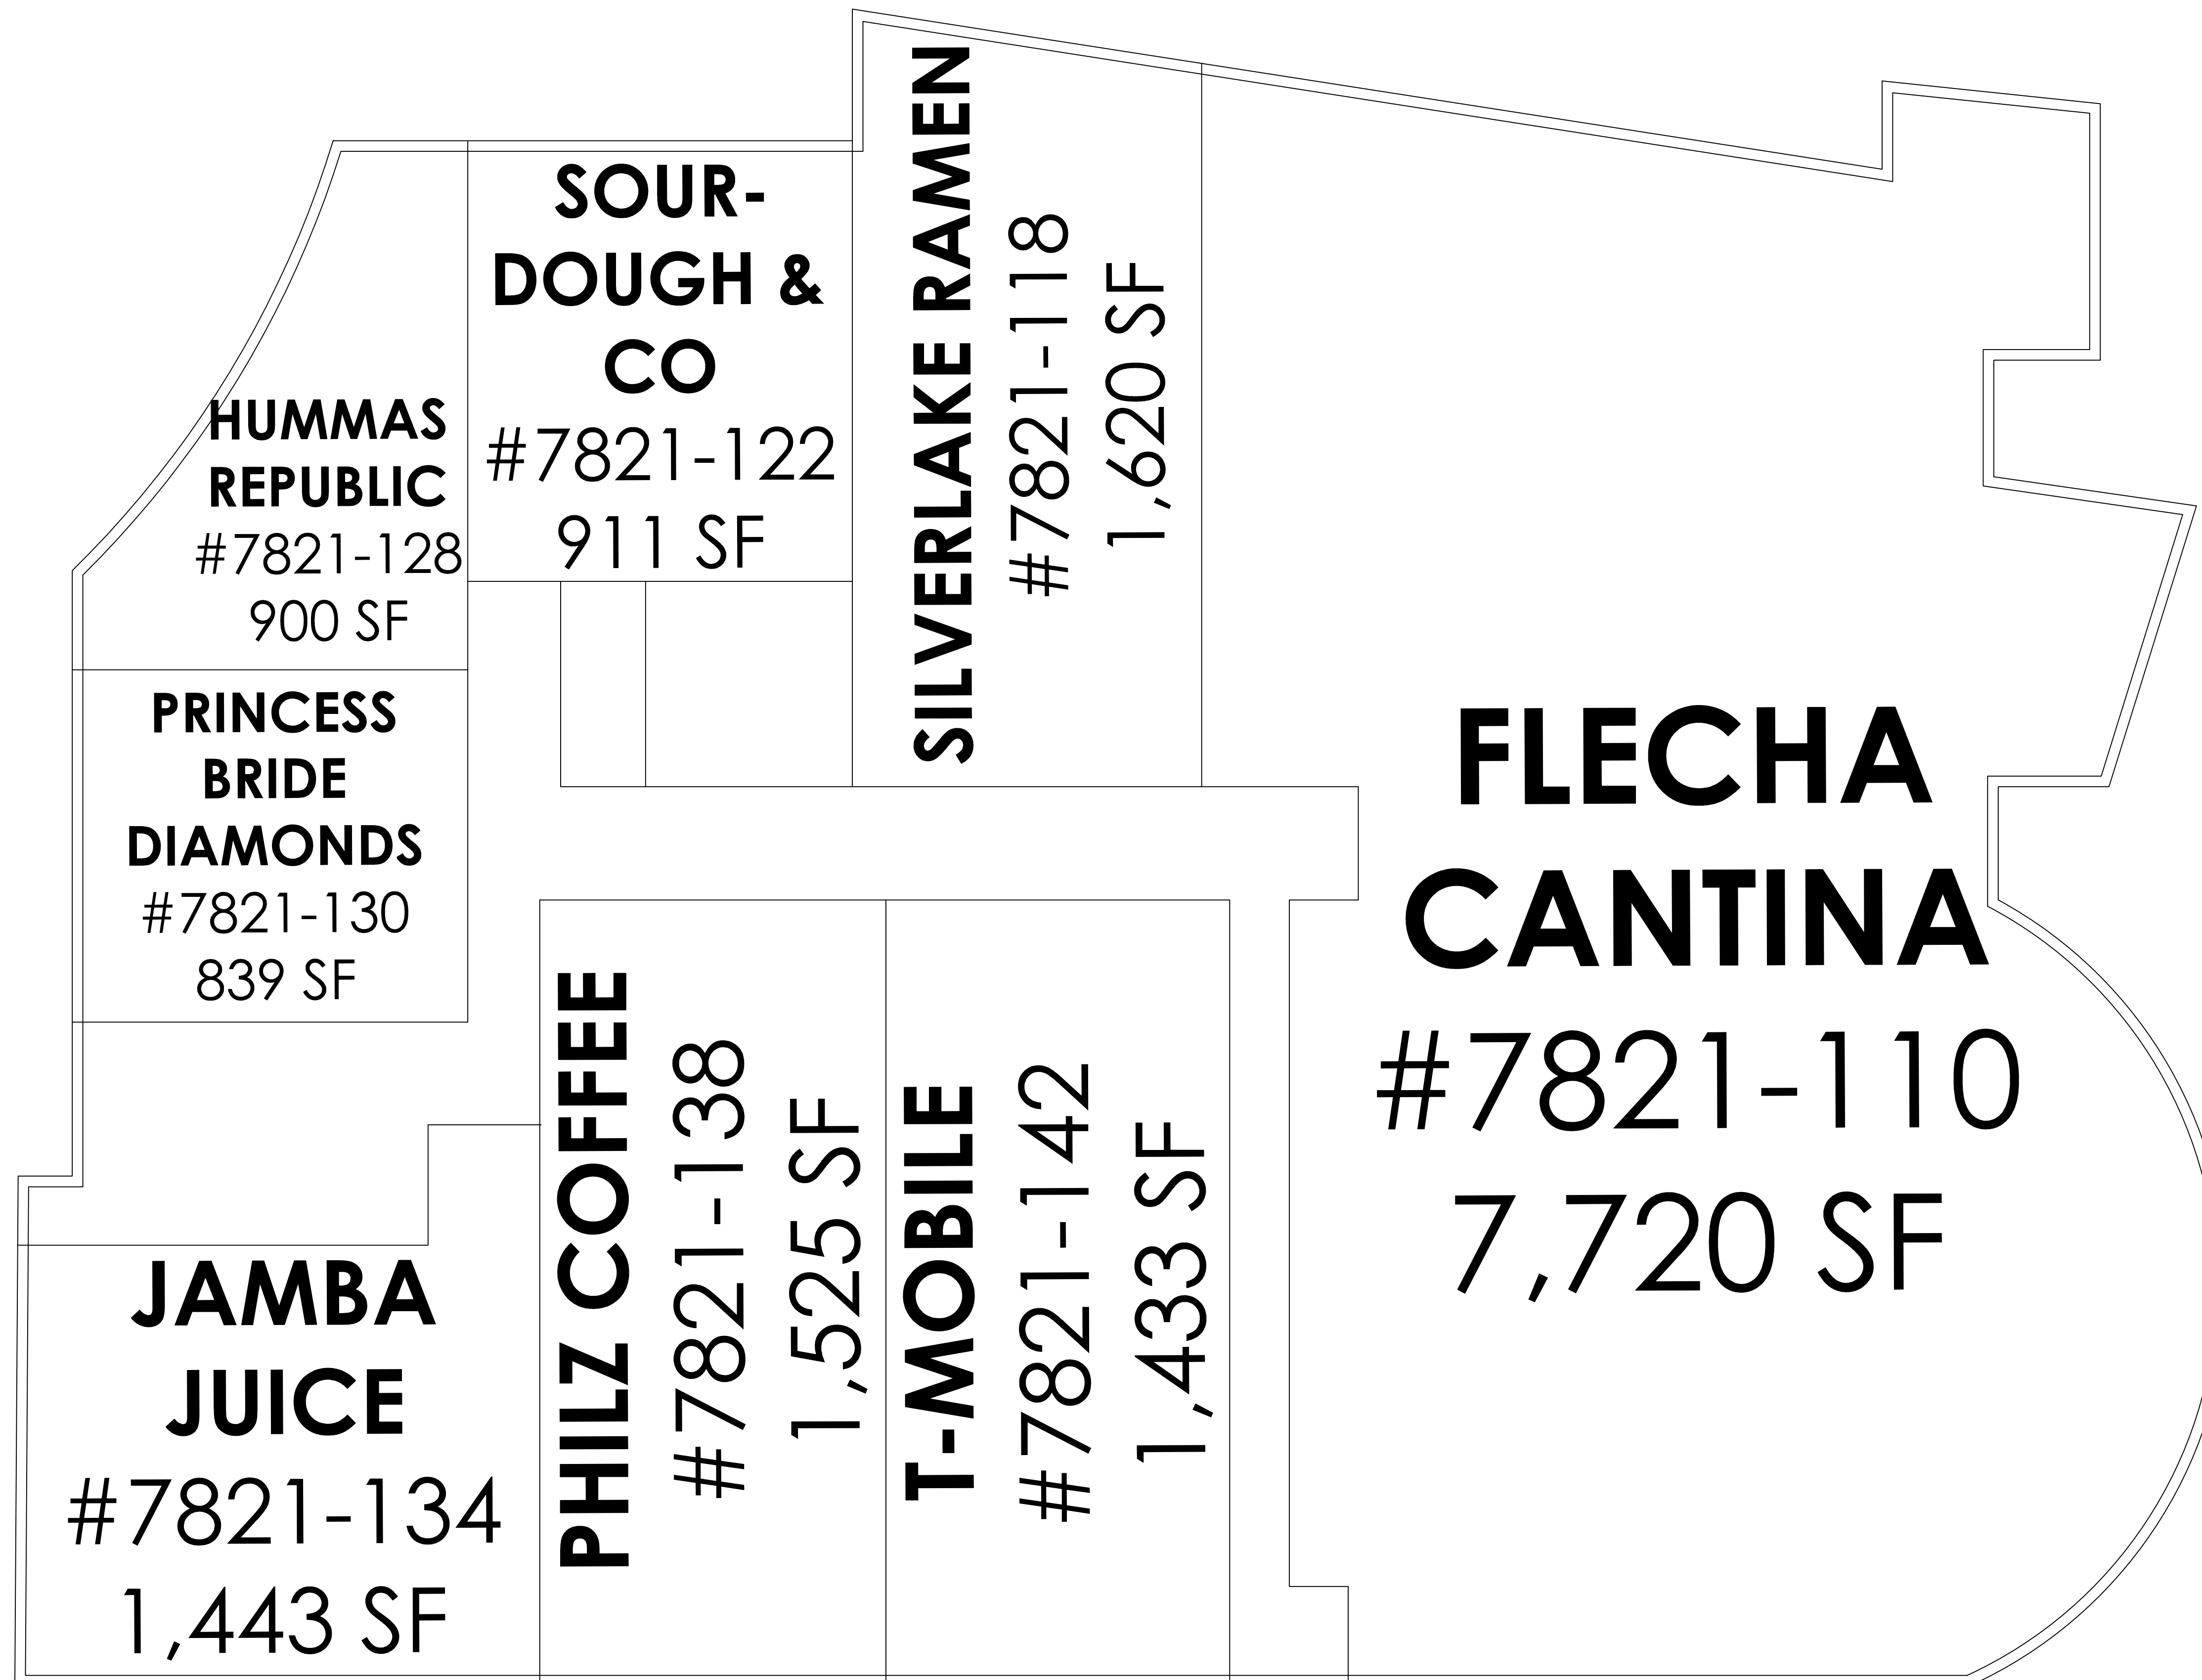 SOUR-
DOUGH &
CO
#7821-122
911 SF
SILVERLAKE RAMEN
#7821-118
1,620 SF
HUMMAS
REPUBLIC
#7821-128
900 SF
PRINCESS
BRIDE
DIAMONDS
#7821-130
839 SF
FLECHA
CANTINA
#7821-110
7,720 SF
PHILZ COFFEE
#7821-138
1,525 SF
T-MOBILE
#7821-142
1,433 SF
JAMBA
JUICE
#7821-134
1,443 SF